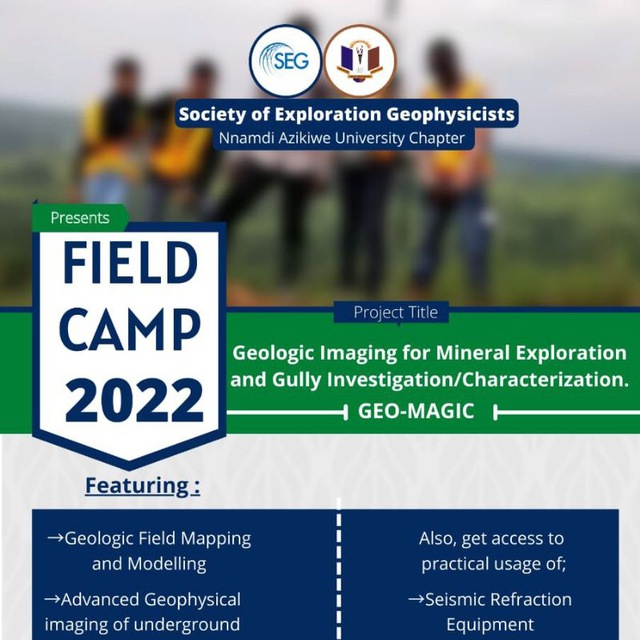 SEG
Society of Exploration Geophysicists
Nnamdi Azikiwe University Chapter
Presents
FIELD
CAMP
2022
Project Title
Geologic Imaging for Mineral Exploration
and Gully Investigation/Characterization.
GEO-MAGIC
Featuring :
→Geologic Field Mapping
and Modelling
→Advanced Geophysical
imaging of underground
Also, get access to
practical usage of;
→Seismic Refraction
Equipment